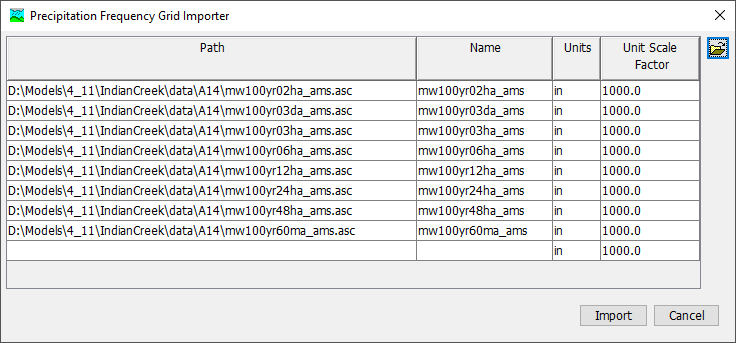 Precipitation Frequency Grid Importer
Path Name Units Unit Scale Factor
D:\Models\4_11\IndianCreek\data\A14\mw100yr02ha_ams.asc mw100yr02ha_ams in 1000.0
D:\Models\4_11\IndianCreek\data\A14\mw100yr03da_ams.asc mw100yr03da_ams in 1000.0
D:\Models\4_11\IndianCreek\data\A14\mw100yr03ha_ams.asc mw100yr03ha_ams in 1000.0
D:\Models\4_11\IndianCreek\data\A14\mw100yr06ha_ams.asc mw100yr06ha_ams in 1000.0
D:\Models\4_11\IndianCreek\data\A14\mw100yr12ha_ams.asc mw100yr12ha_ams in 1000.0
D:\Models\4_11\IndianCreek\data\A14\mw100yr24ha_ams.asc mw100yr24ha_ams in 1000.0
D:\Models\4_11\IndianCreek\data\A14\mw100yr48ha_ams.asc mw100yr48ha_ams in 1000.0
D:\Models\4_11\IndianCreek\data\A14\mw100yr60ma_ams.asc mw100yr60ma_ams in 1000.0
in 1000.0
Import Cancel